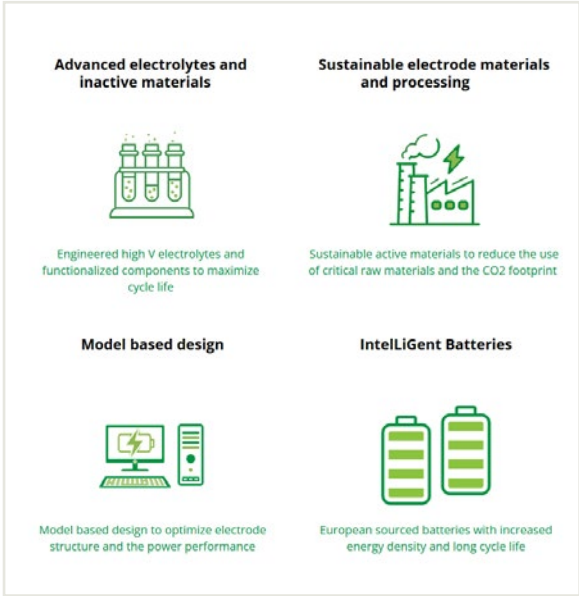 Advanced electrolytes and
inactive materials
Engineered high V electrolytes and
functionalized components to maximize
cycle life
Sustainable electrode materials
and processing
Sustainable active materials to reduce the use
of critical raw materials and the CO2 footprint
Model based design
Model based design to optimize electrode
structure and the power performance
IntelLiGent Batteries
European sourced batteries with increased
energy density and long cycle life